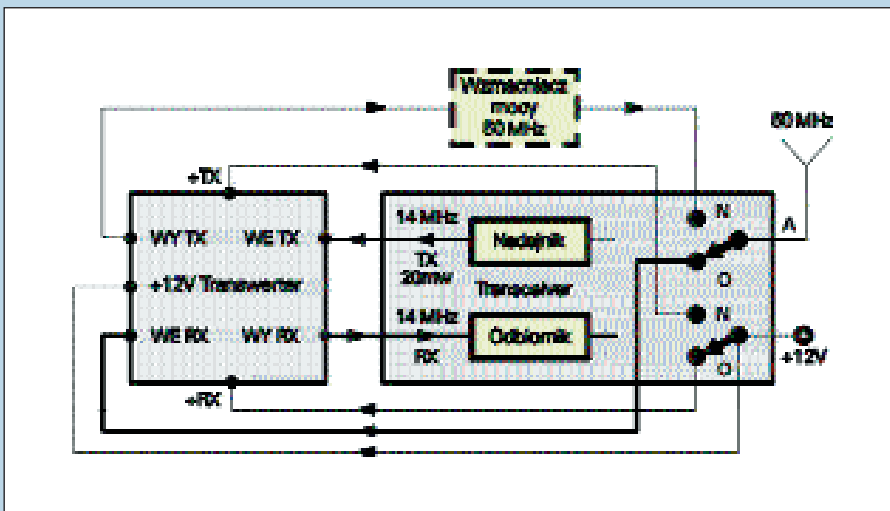 Wzmacniacz
mocy
50 MHz
50 MHz
+TX
14 MHz
Nadajnik
N
A
WY TX
WE TX
TX
20mW
O
+12V Transwerter
Transceiver
N
14 MHz
WE RX
WY RX
Odbiornik
RX
+12V
O
+RX